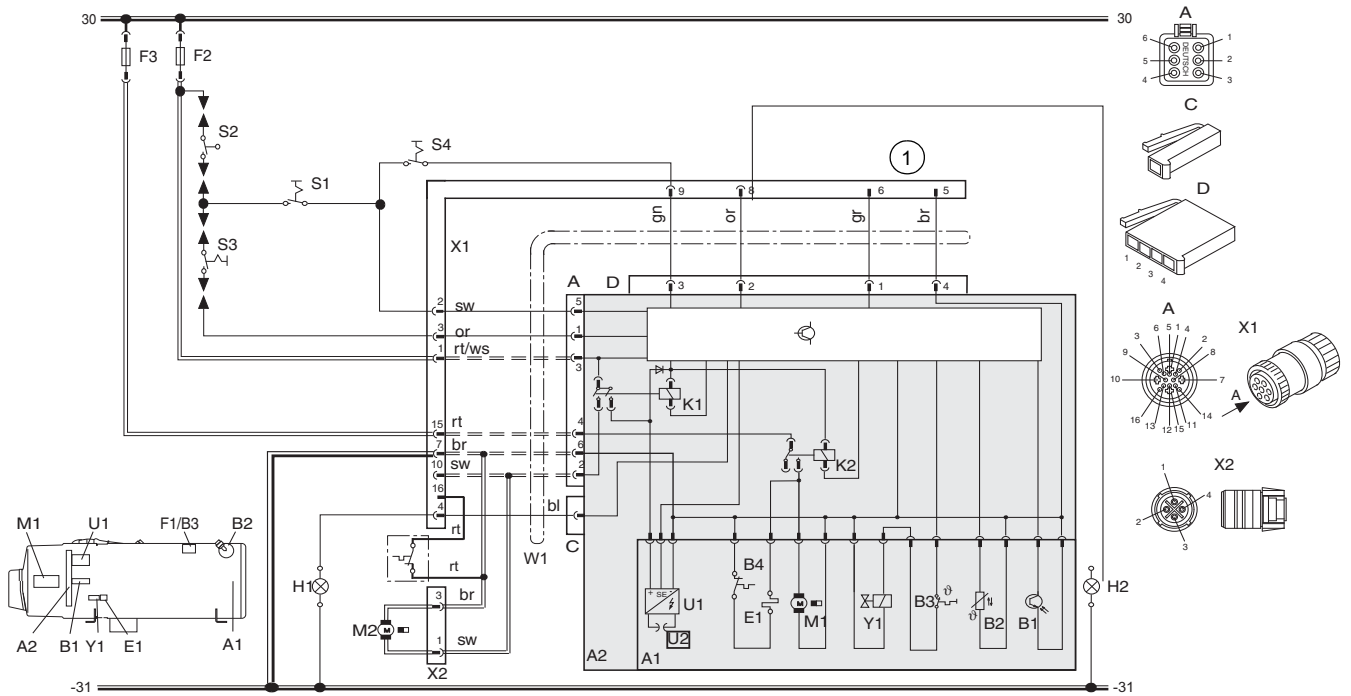 30
30
F3
F2
S2
S4
S1
S3
1
9
8
6
5
gn
or
gr
br
X1
A
D
3
2
1
4
2
sw
5
3
or
1
1
rt/ws
3
K1
15
rt
4
7
br
6
10
sw
2
K2
16
4
bl
C
rt
rt
W1
M1
U1
F1/B3
B2
A2
B1
Y1
E1
A1
H1
M2
M
3
br
1
sw
X2
+ SE
U1
U2
B4
E1
M
M1
Y1
B3
ϑ
ϑ
B2
B1
A2
A1
H2
-31
-31
A
6
1
5
2
4
3
DEUTSCH
C
D
1
2
3
4
A
6
5
1
4
3
2
9
8
10
7
16
14
13
12
15
11
X1
A
X2
1
4
2
3